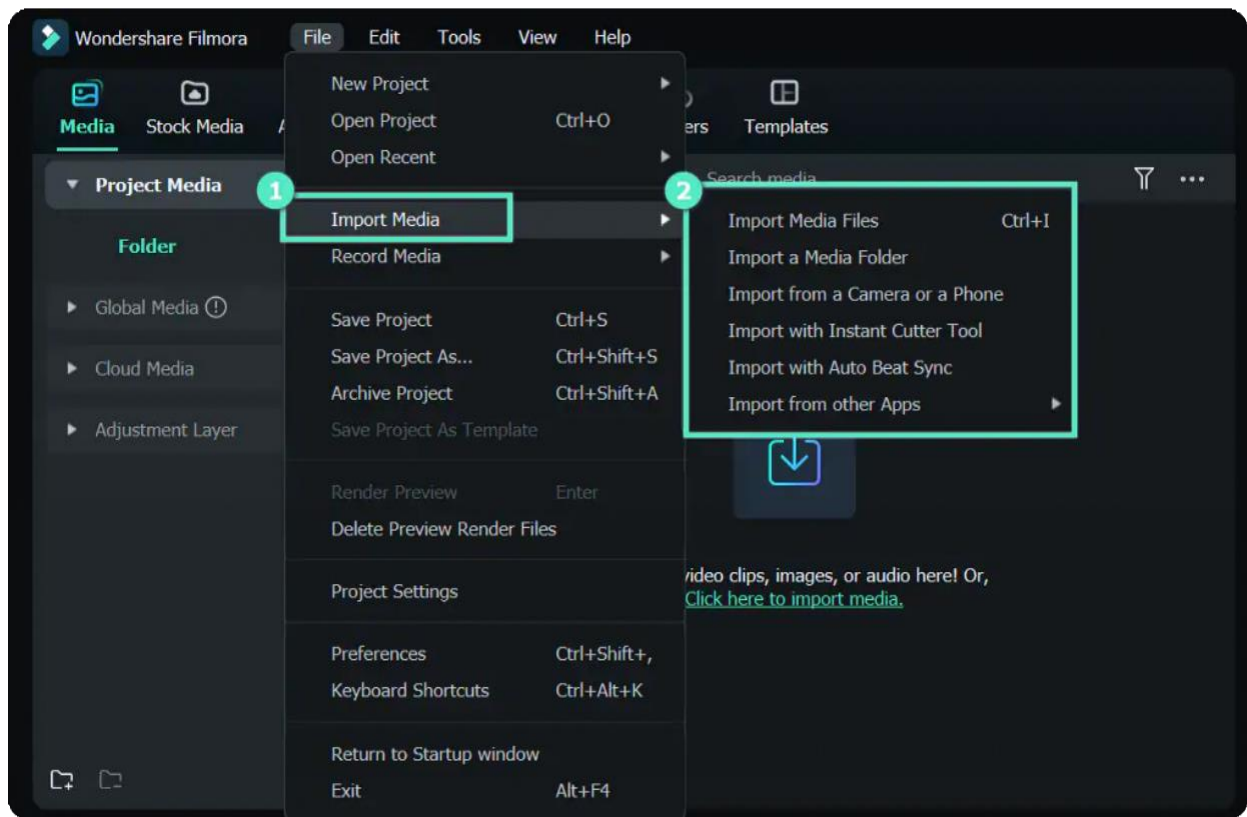 Wondershare Filmora File Edit Tools View Help
Media Stock Media Templates
Project Media
Folder
Global Media
Cloud Media
Adjustment Layer
New Project
Open Project Ctrl+O
Open Recent
1
Import Media
Record Media
Save Project Ctrl+S
Save Project As... Ctrl+Shift+S
Archive Project Ctrl+Shift+A
Save Project As Template
Render Preview Enter
Delete Preview Render Files
Project Settings
Preferences Ctrl+Shift+,
Keyboard Shortcuts Ctrl+Alt+K
Return to Startup window
Exit Alt+F4
Search media
2
Import Media Files Ctrl+I
Import a Media Folder
Import from a Camera or a Phone
Import with Instant Cutter Tool
Import with Auto Beat Sync
Import from other Apps
video clips, images, or audio here! Or,
Click here to import media.